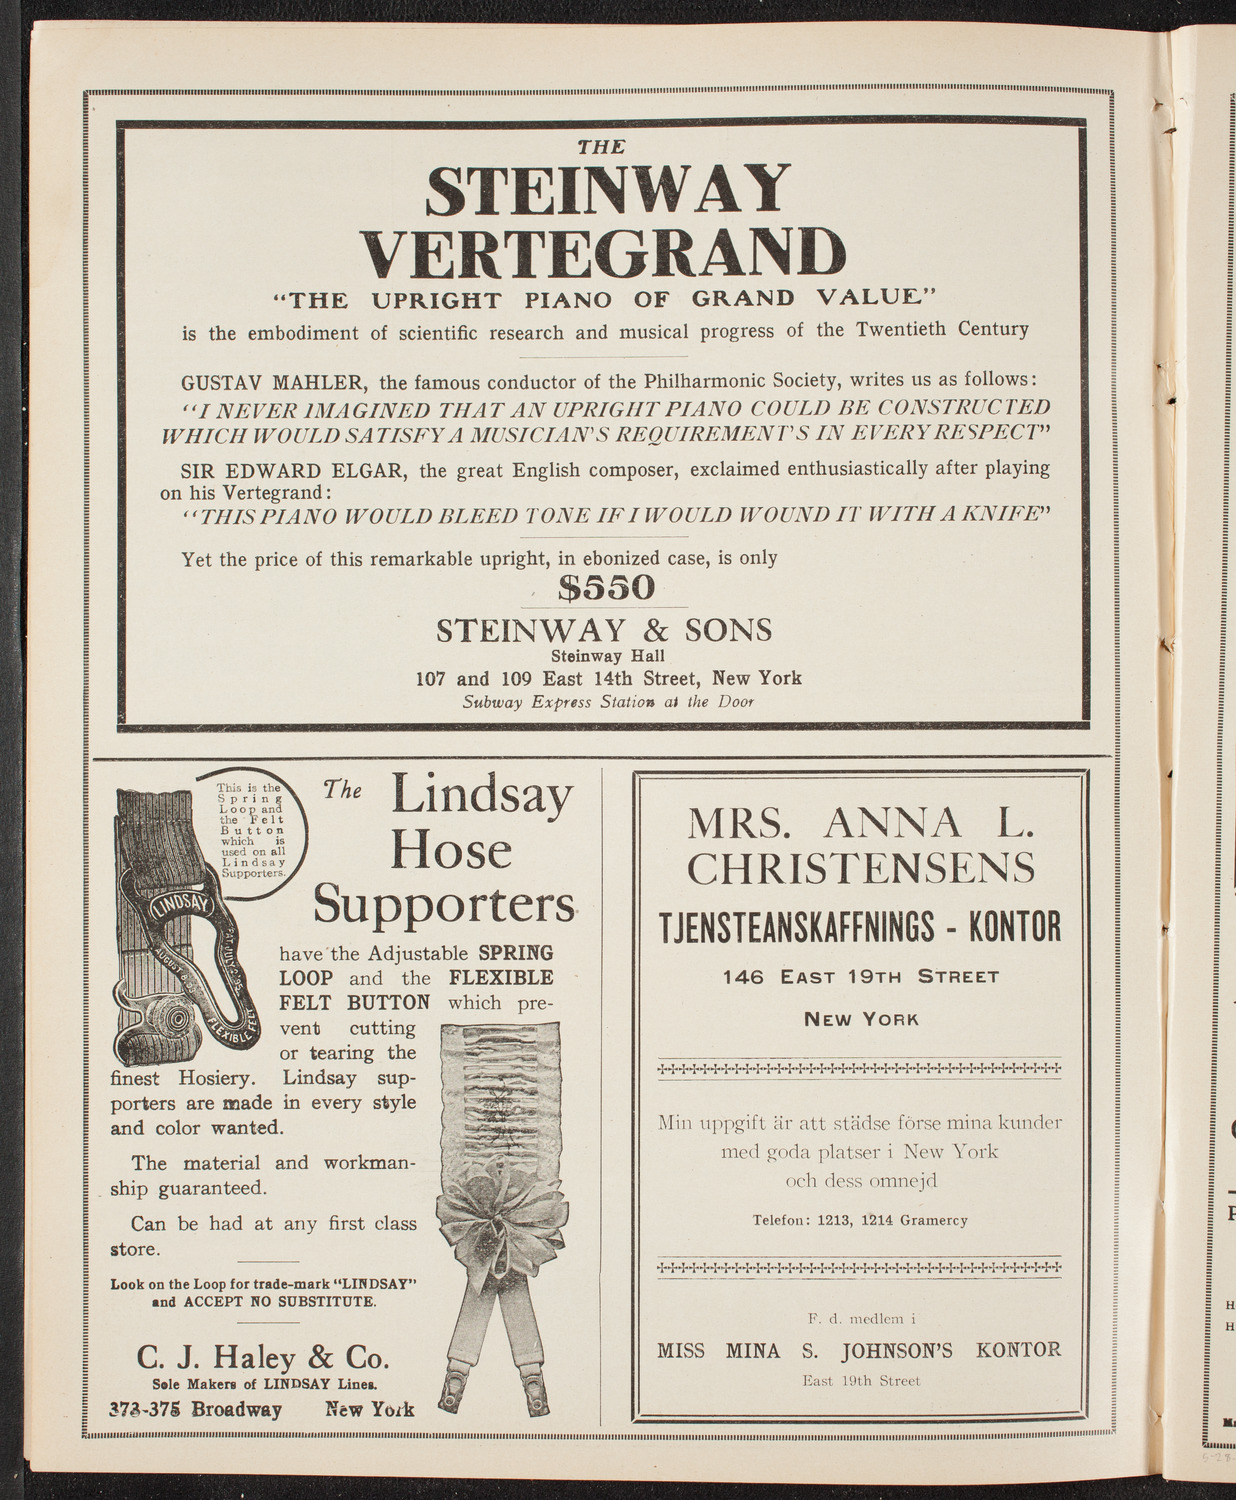 THE
STEINWAY
VERTEGRAND
“THE UPRIGHT PIANO OF GRAND VALUE”
is the embodiment of scientific research and musical progress of the Twentieth Century
GUSTAV MAHLER, the famous conductor of the Philharmonic Society, writes us as follows:
“I NEVER IMAGINED THAT AN UPRIGHT PIANO COULD BE CONSTRUCTED
WHICH WOULD SATISFY A MUSICIAN'S REQUIREMENT'S IN EVERY RESPECT”
SIR EDWARD ELGAR, the great English composer, exclaimed enthusiastically after playing
on his Vertegrand:
“THIS PIANO WOULD BLEED TONE IF I WOULD WOUND IT WITH A KNIFE”
Yet the price of this remarkable upright, in ebonized case, is only
$550
STEINWAY & SONS
Steinway Hall
107 and 109 East 14th Street, New York
Subway Express Station at the Door
This is the
Spring
Loop and
the Felt
Button
which is
used on all
Lindsay
Supporters.
LINDSAY
PAT. JULY 2, 95.
FLEXIBLE FELT
The Lindsay
Hose
Supporters
have the Adjustable SPRING
LOOP and the FLEXIBLE
FELT BUTTON which pre-
vent cutting
or tearing the
finest Hosiery. Lindsay sup-
porters are made in every style
and color wanted.
The material and workman-
ship guaranteed.
Can be had at any first class
store.
Look on the Loop for trade-mark “LINDSAY”
and ACCEPT NO SUBSTITUTE.
C. J. Haley & Co.
Sole Makers of LINDSAY Lines.
373-375 Broadway New York
MRS. ANNA L.
CHRISTENSENS
TJENSTEANSKAFFNINGS - KONTOR
146 EAST 19TH STREET
NEW YORK
Min uppgift är att städse förse mina kunder
med goda platser i New York
och dess omnejd
Telefon: 1213, 1214 Gramercy
F. d. medlem i
MISS MINA S. JOHNSON'S KONTOR
East 19th Street